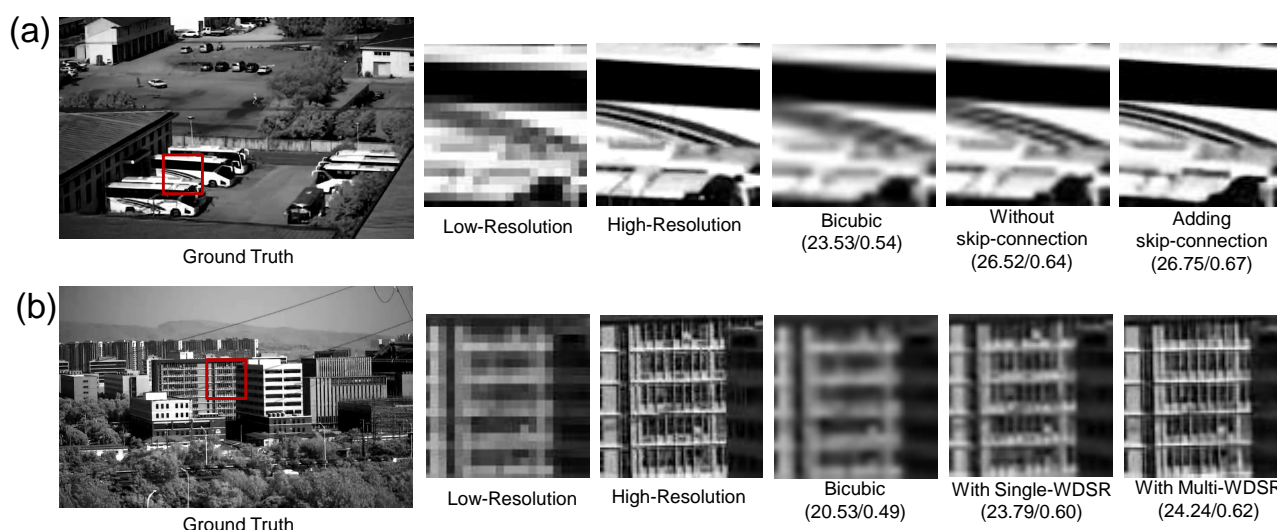 (a)
Ground Truth
Low-Resolution
High-Resolution
Bicubic
(23.53/0.54)
Without
skip-connection
(26.52/0.64)
Adding
skip-connection
(26.75/0.67)
(b)
Ground Truth
Low-Resolution
High-Resolution
Bicubic
(20.53/0.49)
With Single-WDSR
(23.79/0.60)
With Multi-WDSR
(24.24/0.62)